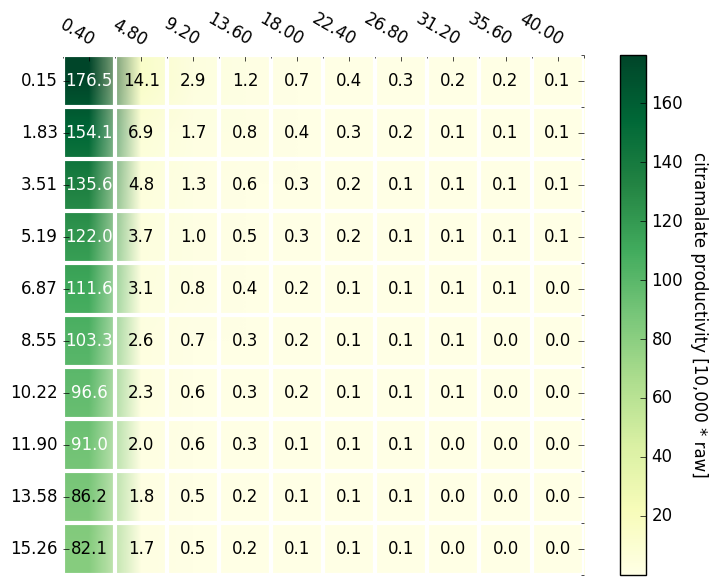 0.40 4.80 9.20 13.60 18.00 22.40 26.80 31.20 35.60 40.00
0.15 176.5 14.1 2.9 1.2 0.7 0.4 0.3 0.2 0.2 0.1
1.83 154.1 6.9 1.7 0.8 0.4 0.3 0.2 0.1 0.1 0.1
3.51 135.6 4.8 1.3 0.6 0.3 0.2 0.1 0.1 0.1 0.1
5.19 122.0 3.7 1.0 0.5 0.3 0.2 0.1 0.1 0.1 0.1
6.87 111.6 3.1 0.8 0.4 0.2 0.1 0.1 0.1 0.1 0.0
8.55 103.3 2.6 0.7 0.3 0.2 0.1 0.1 0.1 0.0 0.0
10.22 96.6 2.3 0.6 0.3 0.2 0.1 0.1 0.1 0.0 0.0
11.90 91.0 2.0 0.6 0.3 0.1 0.1 0.1 0.0 0.0 0.0
13.58 86.2 1.8 0.5 0.2 0.1 0.1 0.1 0.0 0.0 0.0
15.26 82.1 1.7 0.5 0.2 0.1 0.1 0.1 0.0 0.0 0.0
160
140
120
100
80
60
40
20
citramalate productivity [10,000 * raw]